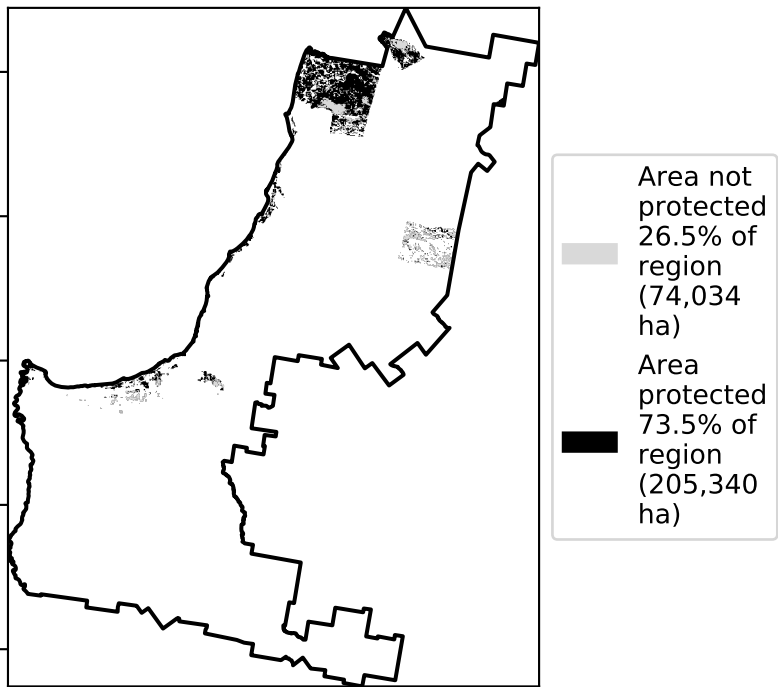 Area not
protected
26.5% of
region
(74,034
ha)
Area
protected
73.5% of
region
(205,340
ha)